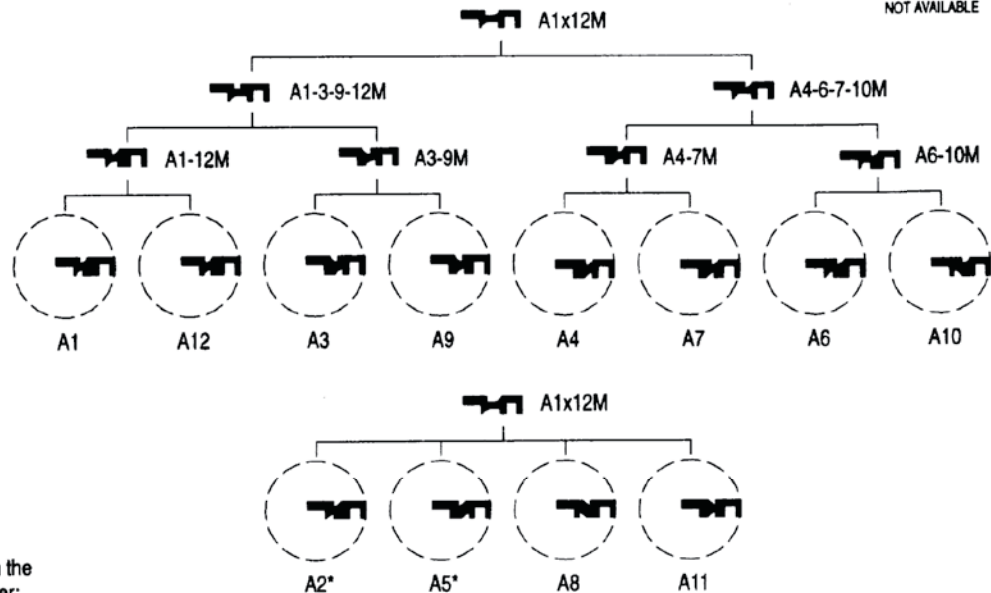 NOT AVAILABLE
A1x12M
A1-3-9-12M
A4-6-7-10M
A1-12M
A3-9M
A4-7M
A6-10M
A1
A12
A3
A9
A4
A7
A6
A10
A1x12M
A2*
A5*
A8
A11
the